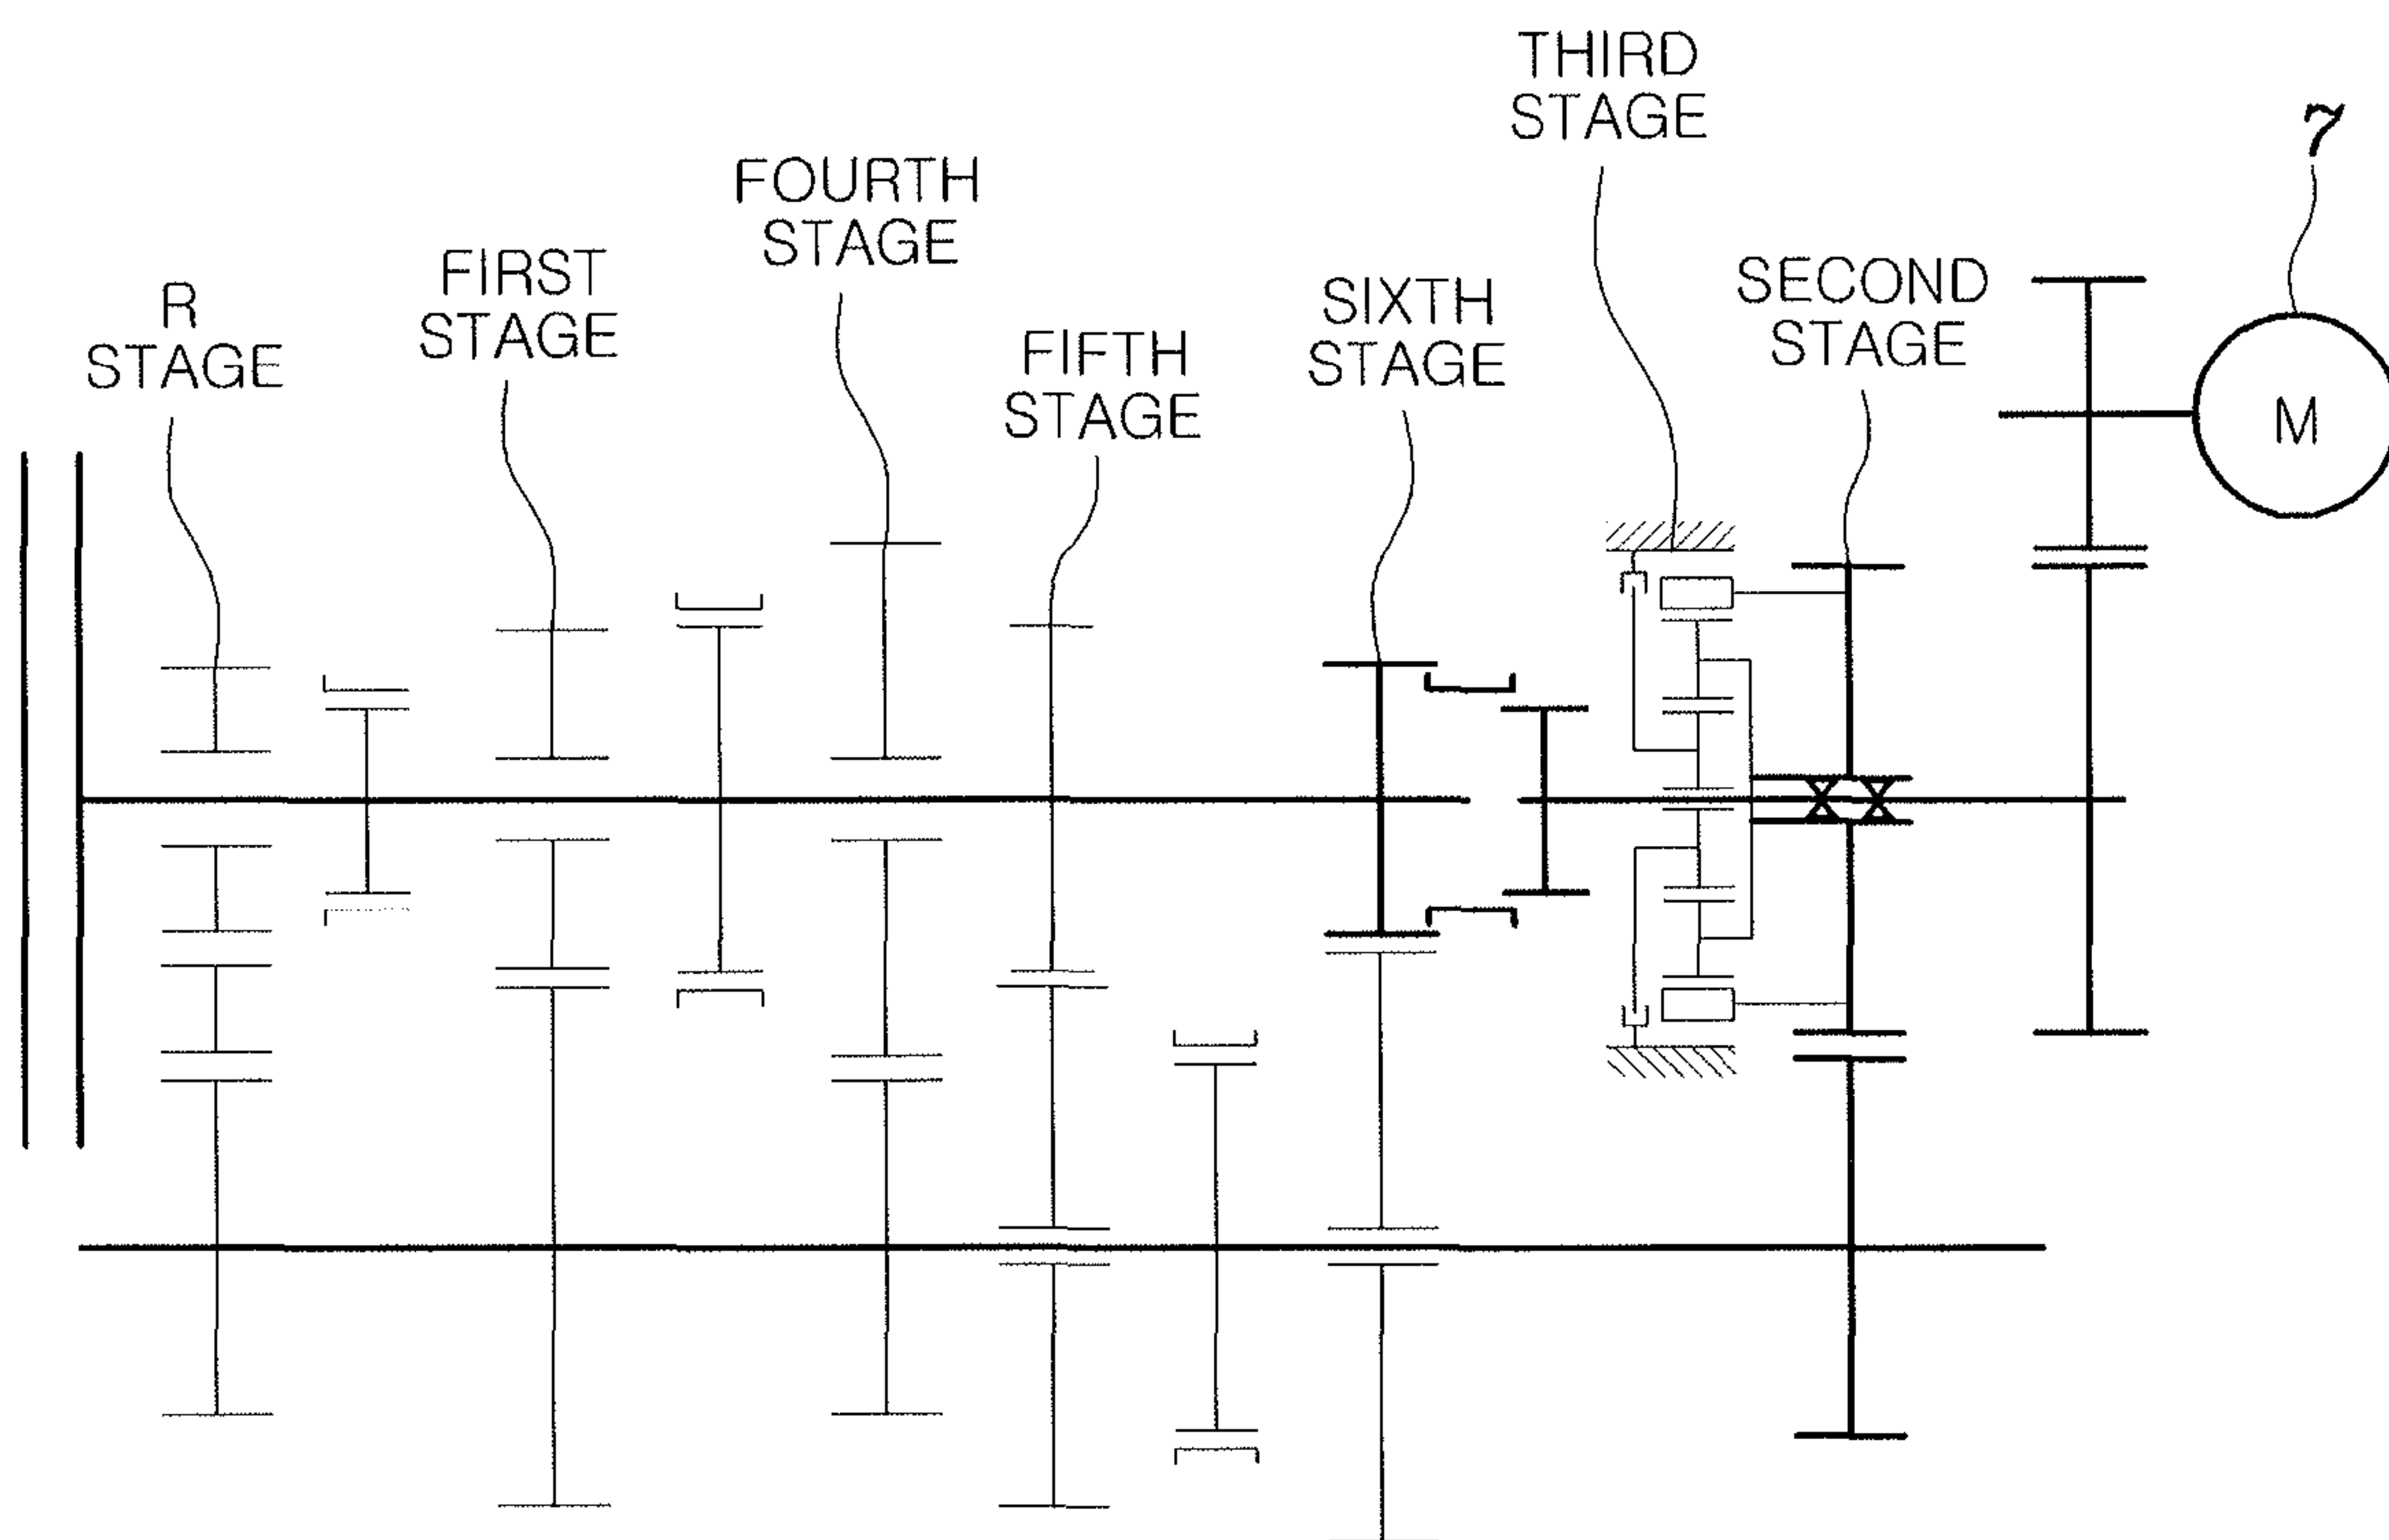 R
STAGE
FIRST
STAGE
FOURTH
STAGE
FIFTH
STAGE
SIXTH
STAGE
THIRD
STAGE
SECOND
STAGE
7
M